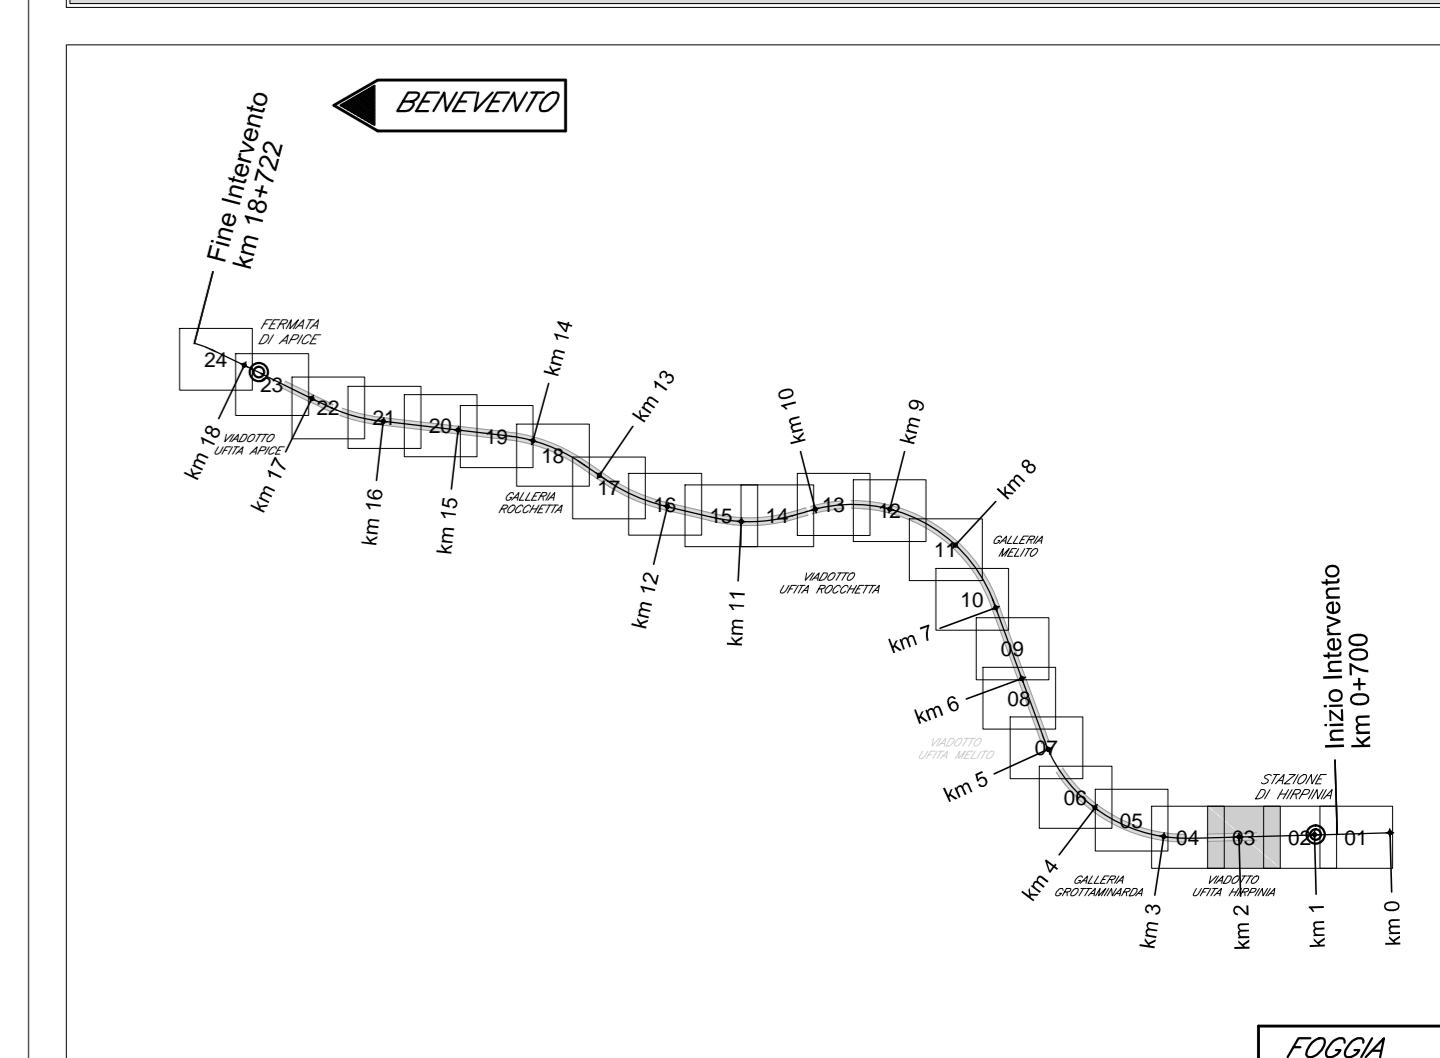 BENEVENTO
Fine Intervento
km 18+722
FERMATA
DI APICE
24
23
22
21
20
19
18
17
16
15
14
13
12
11
10
09
08
07
06
05
04
03
02
01
km 18
VIADOTTO
UFITA APICE
km 17
km 16
km 15
km 14
GALLERIA
ROCCHETTA
km 13
km 12
km 11
km 10
VIADOTTO
UFITA ROCCHETTA
km 9
km 8
GALLERIA
MELITO
km 7
km 6
VIADOTTO
UFITA MELITO
km 5
km 4
GALLERIA
GROTTAMINARDA
km 3
VIADOTTO
UFITA HIRPINIA
km 2
STAZIONE
DI HIRPINIA
Inizio Intervento
km 0+700
km 1
km 0
FOGGIA